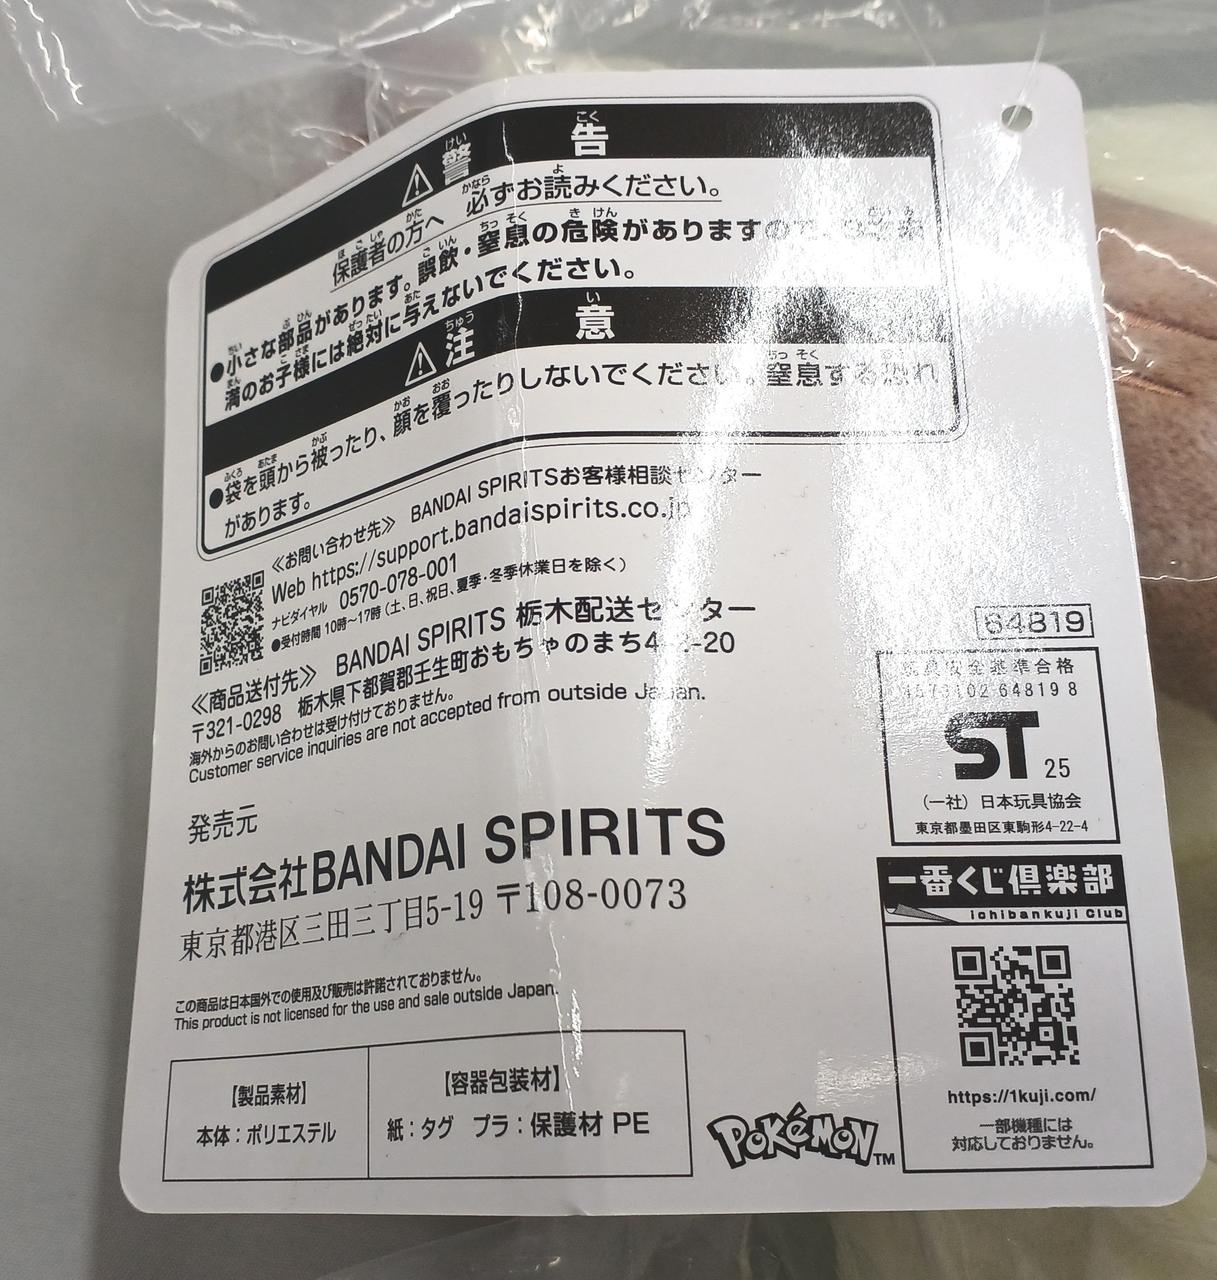 警告
保護者の方へ 必ずお読みください。
●小さな部品があります。誤飲・窒息の危険がありますので
満のお子様には絶対に与えないでください。
注意
●袋を頭から被ったり、顔を覆ったりしないでください。窒息する恐れ
があります。
≪お問い合わせ先≫ BANDAI SPIRITSお客様相談センター
Web https://support.bandaispirits.co.jp
ナビダイヤル 0570-078-001
●受付時間 10時〜17時 (土、日、祝日、夏季・冬季休業日を除く)
≪商品送付先≫ BANDAI SPIRITS 栃木配送センター
〒321-0298 栃木県下都賀郡壬生町おもちゃのまち4- -20
海外からのお問い合わせは受け付けておりません。
Customer service inquiries are not accepted from outside Japan.
発売元
株式会社BANDAI SPIRITS
東京都港区三田三丁目5-19 〒108-0073
この商品は日本国外での使用及び販売は許諾されておりません。
This product is not licensed for the use and sale outside Japan.
【製品素材】
本体：ポリエステル
【容器包装材】
紙：タグ プラ：保護材 PE
PoKéMoN™
64819
玩具安全基準合格
4573102 64819 8
ST 25
(一社) 日本玩具協会
東京都墨田区東駒形4-22-4
一番くじ倶楽部
ichibankuji Club
https://1kuji.com/
一部機種には
対応しておりません。